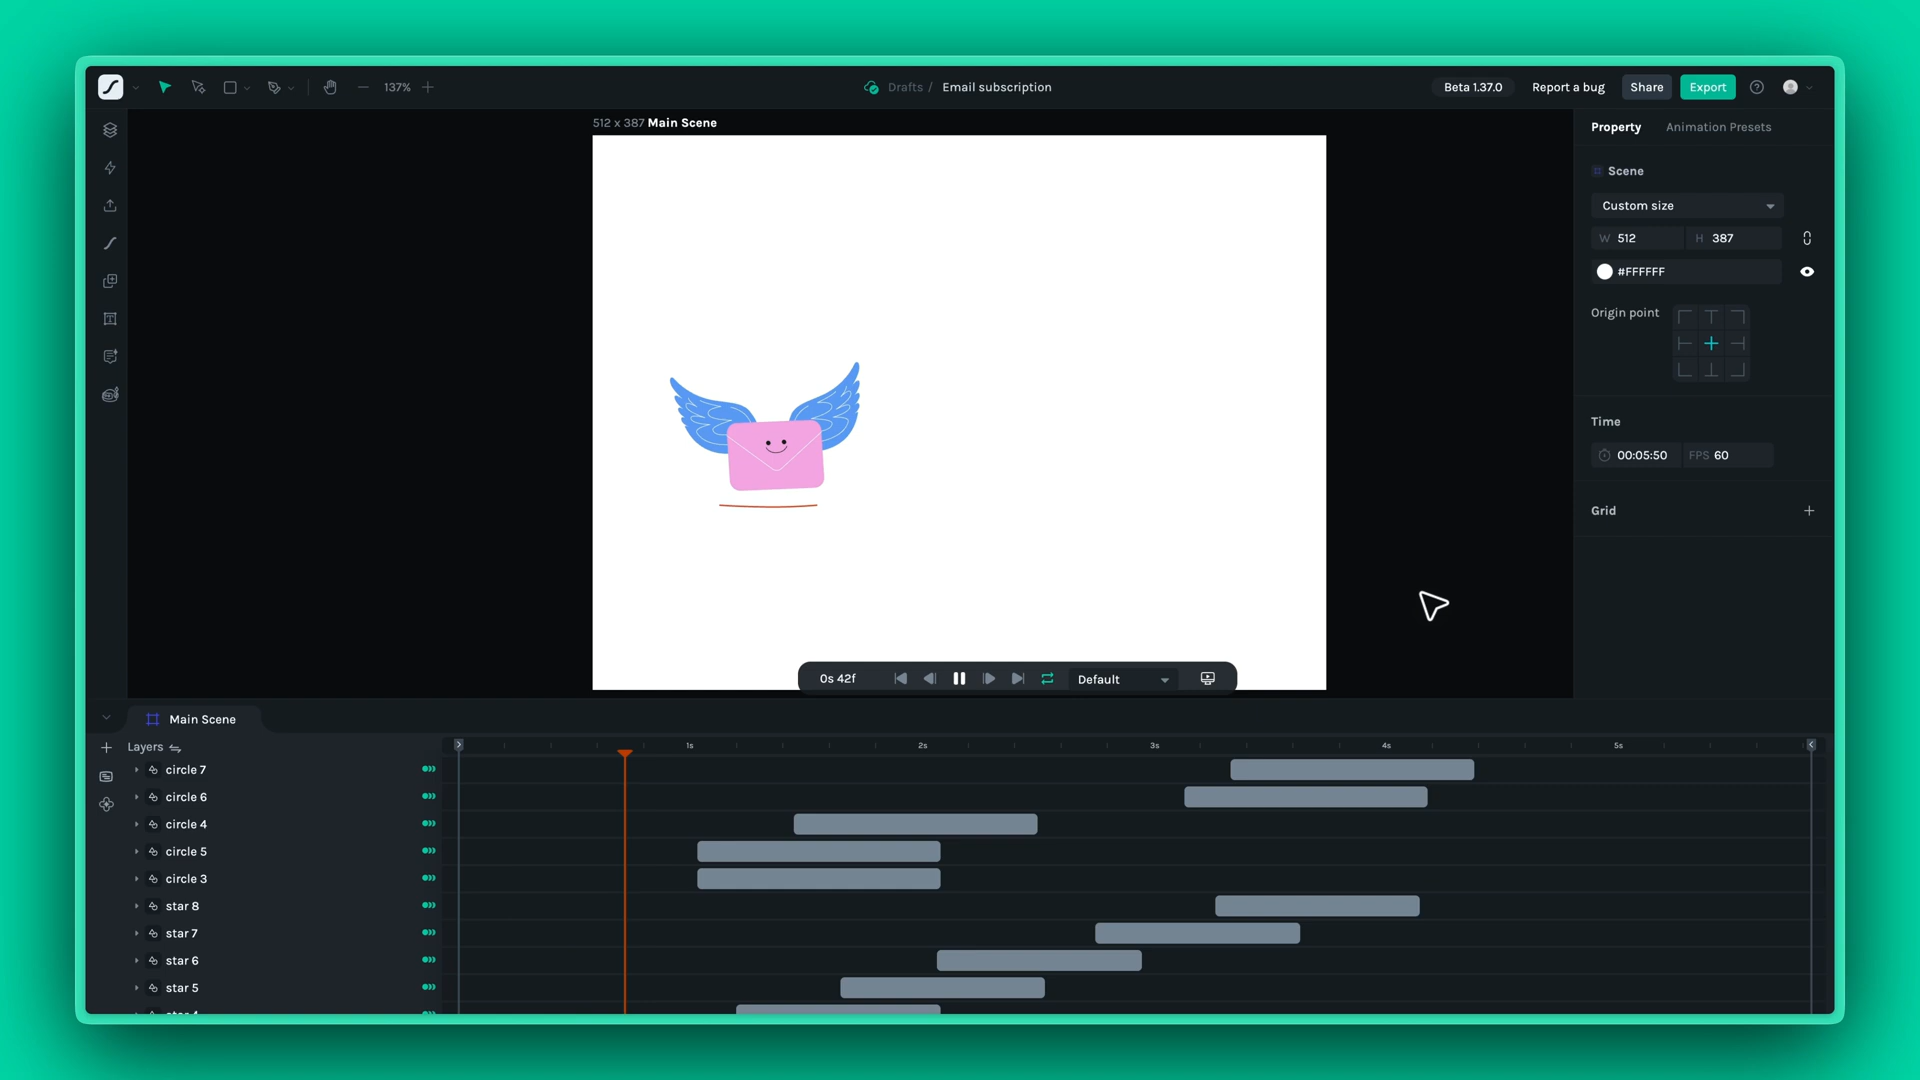 137%
Drafts / Email subscription
Beta 1.37.0
Report a bug
Share
Export
512 x 387 Main Scene
Property
Animation Presets
Scene
Custom size
W 512
H 387
#FFFFFF
Origin point
Time
00:05:50
FPS 60
Grid
0s 42f
Default
Main Scene
Layers
1s
2s
3s
4s
5s
circle 7
circle 6
circle 4
circle 5
circle 3
star 8
star 7
star 6
star 5